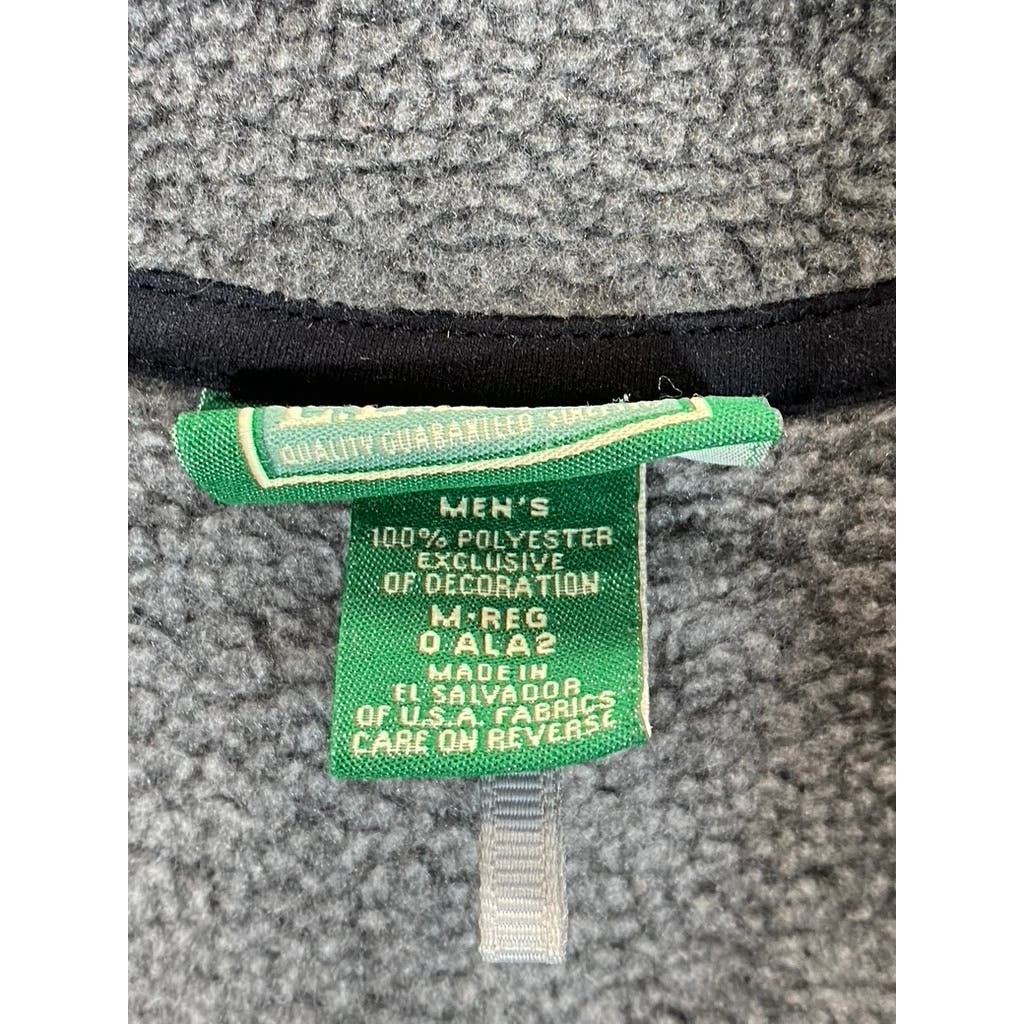 QUALITY GUARANTEED SINCE
MEN'S
100% POLYESTER
EXCLUSIVE
OF DECORATION
M·REG
0 ALA2
MADE IN
EL SALVADOR
OF U.S.A. FABRICS
CARE ON REVERSE